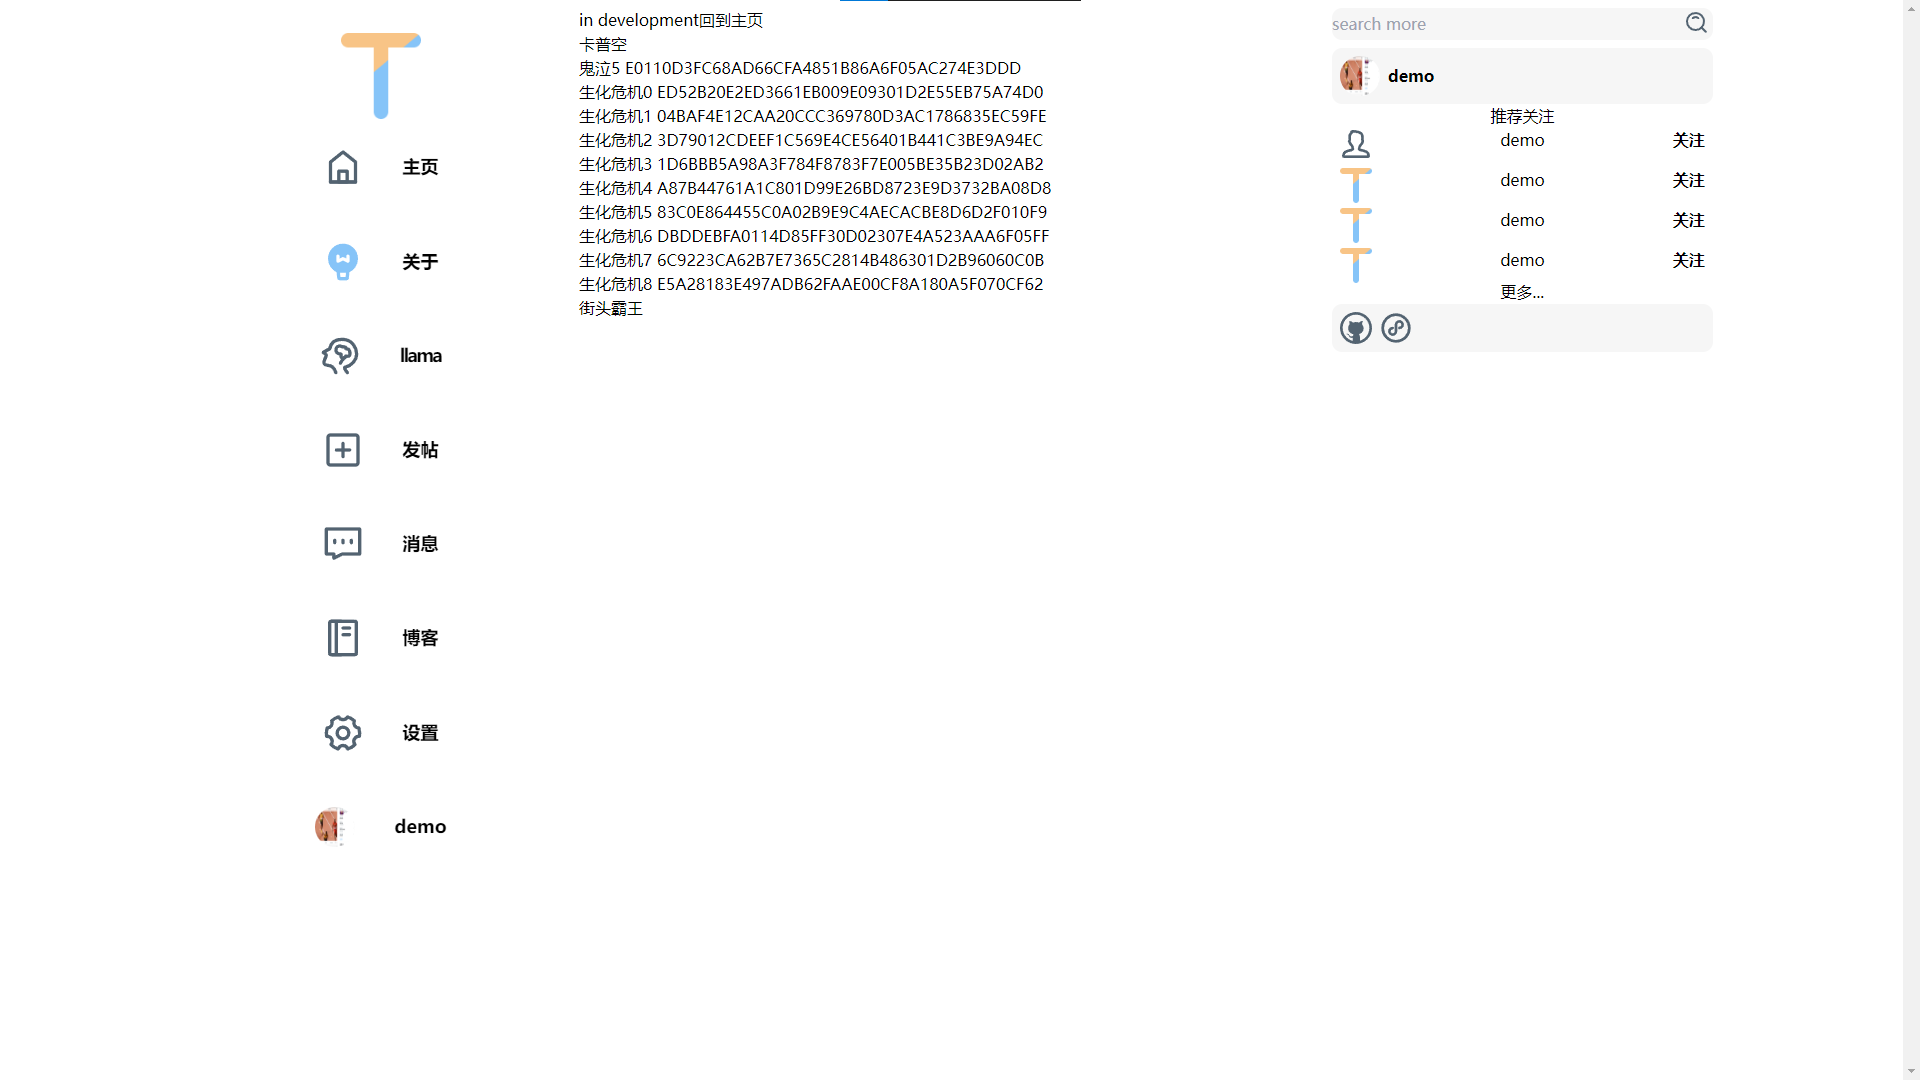 主页
关于
llama
发帖
消息
博客
设置
demo
in development回到主页
卡普空
鬼泣5 E0110D3FC68AD66CFA4851B86A6F05AC274E3DDD
生化危机0 ED52B20E2ED3661EB009E09301D2E55EB75A74D0
生化危机1 04BAF4E12CAA20CCC369780D3AC1786835EC59FE
生化危机2 3D79012CDEEF1C569E4CE56401B441C3BE9A94EC
生化危机3 1D6BBB5A98A3F784F8783F7E005BE35B23D02AB2
生化危机4 A87B44761A1C801D99E26BD8723E9D3732BA08D8
生化危机5 83C0E864455C0A02B9E9C4AECACBE8D6D2F010F9
生化危机6 DBDDEBFA0114D85FF30D02307E4A523AAA6F05FF
生化危机7 6C9223CA62B7E7365C2814B486301D2B96060C0B
生化危机8 E5A28183E497ADB62FAAE00CF8A180A5F070CF62
街头霸王
search more
demo
推荐关注
demo 关注
demo 关注
demo 关注
demo 关注
更多...